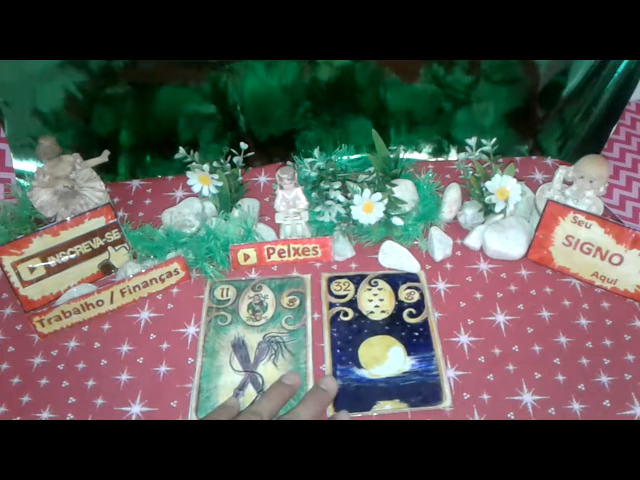 INSCREVA-SE
Trabalho / Finanças
Peixes
Seu
SIGNO
Aqui
11
32